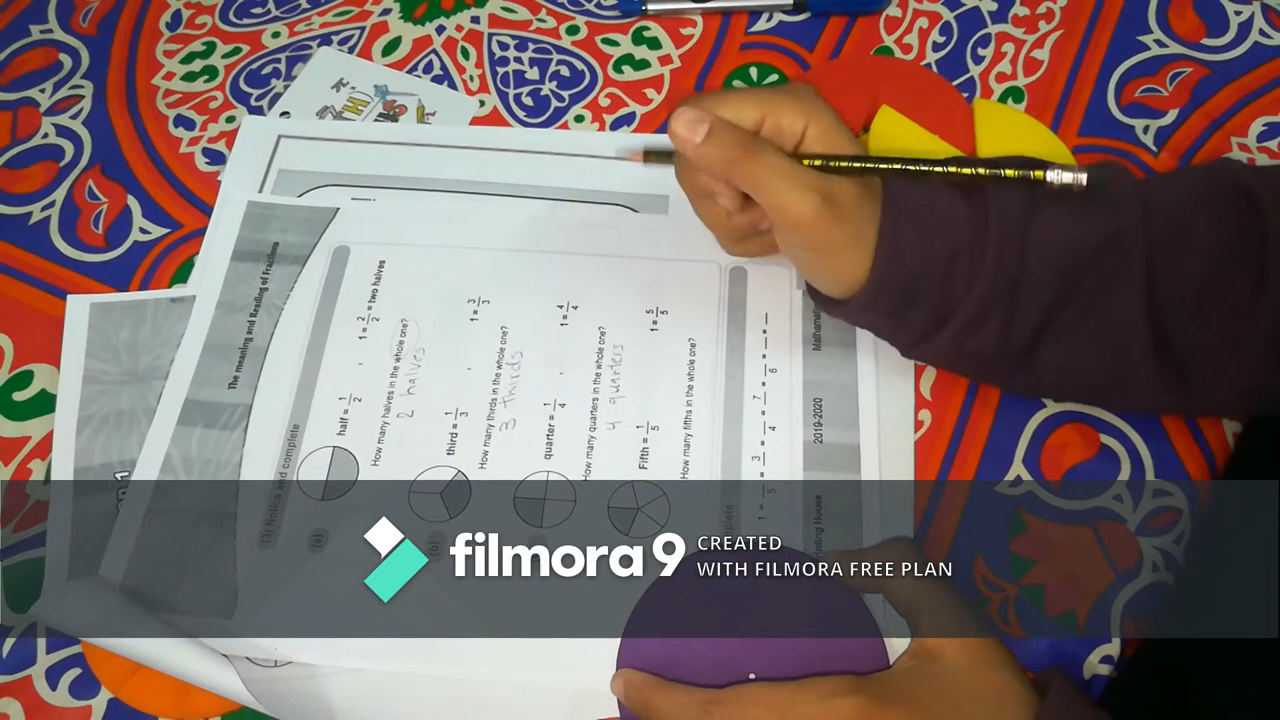 The meaning and Reading of Fractions
(3) Notice and complete
(a)
half = 1/2 , 1 = 2/2 = two halves
How many halves in the whole one?
2 halves
(b)
third = 1/3 , 1 = 3/3
How many thirds in the whole one?
3 thirds
quarter = 1/4 , 1 = 4/4
How many quarters in the whole one?
4 quarters
Fifth = 1/5 1 = 5/5
How many fifths in the whole one?
1 = _/5 = 3/_ = _/4 = 7/_ = _/6 = _ = _
2019-2020
filmora9
CREATED
WITH FILMORA FREE PLAN